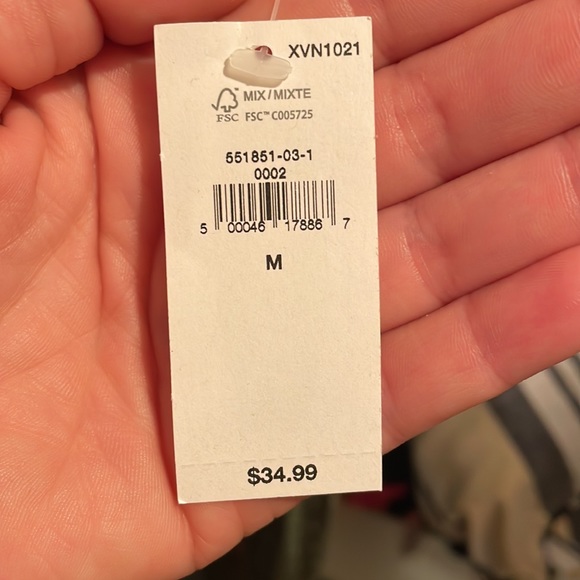 XVN1021
MIX/MIXTE
FSC FSC™ C005725
551851-03-1
0002
5 00046 17886 7
M
$34.99